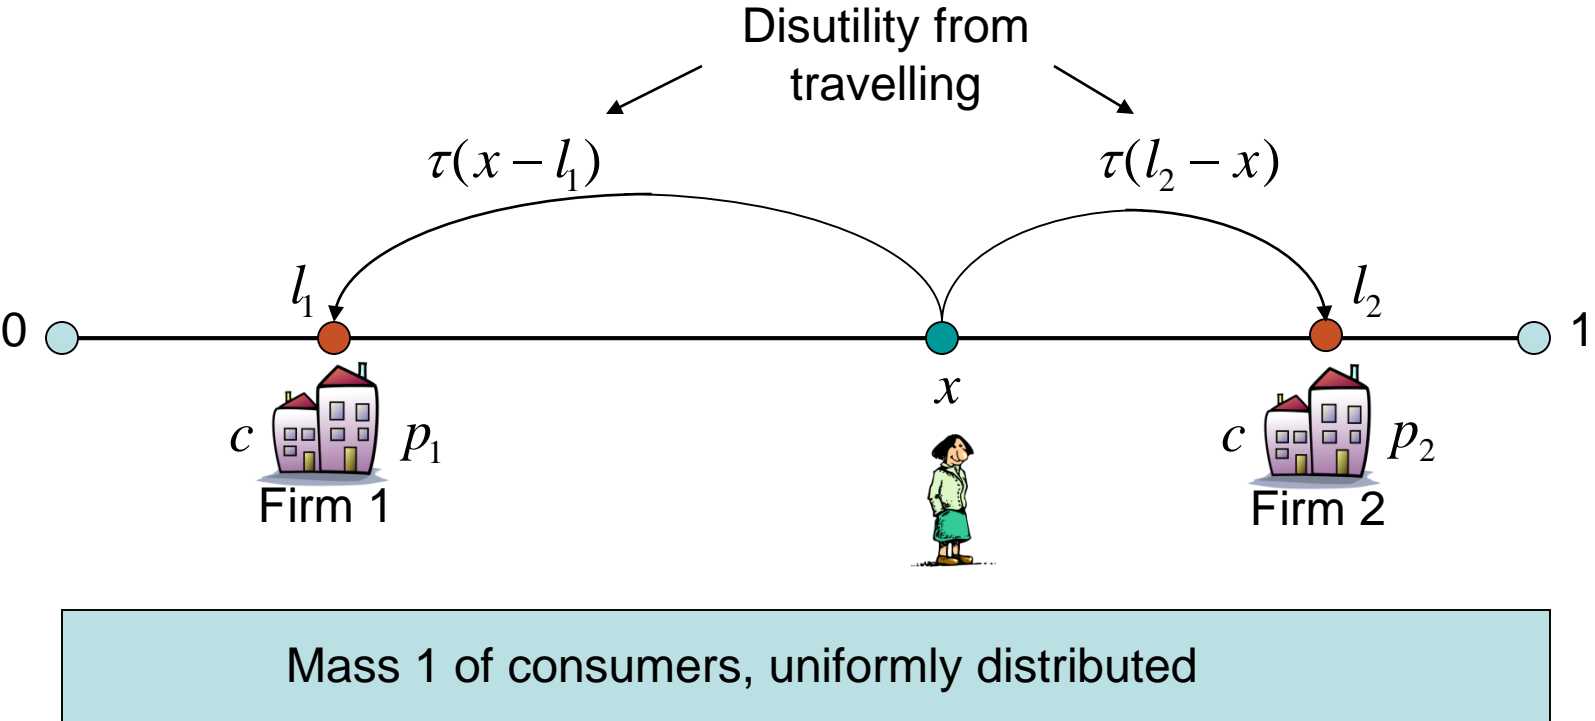 Disutility from
travelling
τ(x − l₁)
τ(l₂ − x)
l₁
l₂
0
1
x
c
p₁
c
p₂
Firm 1
Firm 2
Mass 1 of consumers, uniformly distributed